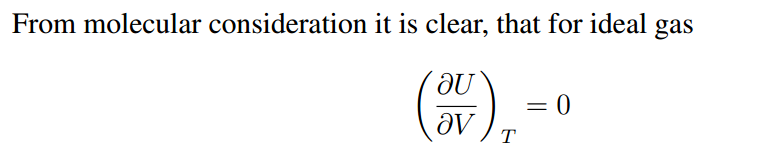 From molecular consideration it is clear, that for ideal gas
(∂U/∂V)_T = 0